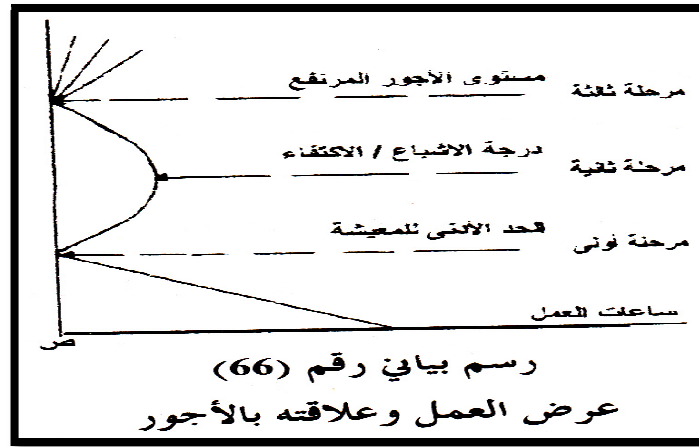 مستوى الأجور المرتفع
مرحلة ثالثة
درجة الاشباع / الاكتفاء
مرحلة ثانية
الحد الأدنى للمعيشة
مرحلة أولى
ساعات العمل
ص
رسم بياني رقم (66)
عرض العمل وعلاقته بالأجور